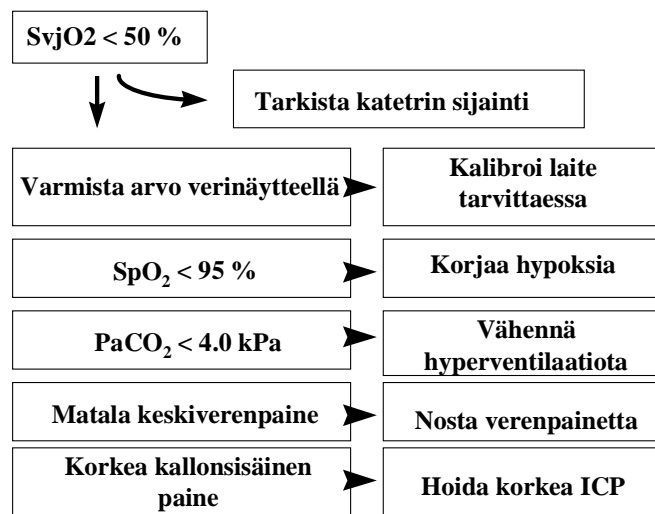 SvjO2 < 50 %
Tarkista katetrin sijainti
Varmista arvo verinäytteellä
Kalibroi laite
tarvittaessa
SpO₂ < 95 %
Korjaa hypoksia
PaCO₂ < 4.0 kPa
Vähennä
hyperventilaatiota
Matala keskiverenpaine
Nosta verenpainetta
Korkea kallonsisäinen
paine
Hoida korkea ICP